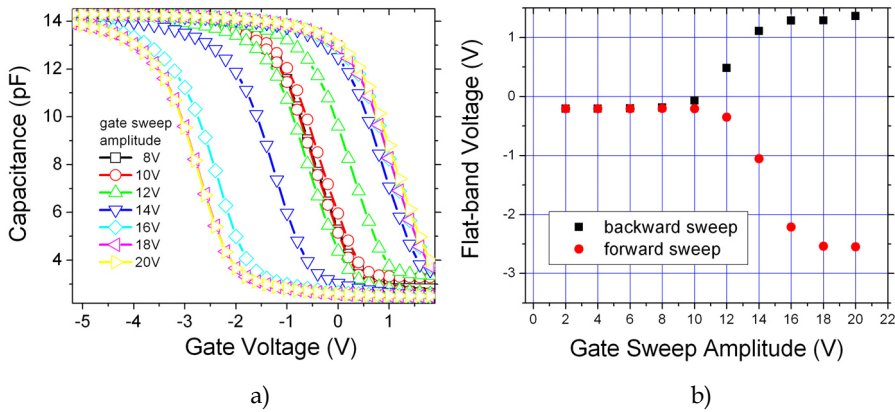 14
12
10
8
6
4
Capacitance (pF)
gate sweep
amplitude
8V
10V
12V
14V
16V
18V
20V
-5 -4 -3 -2 -1 0 1
Gate Voltage (V)
a)
1
0
-1
-2
-3
Flat-band Voltage (V)
backward sweep
forward sweep
0 2 4 6 8 10 12 14 16 18 20 22
Gate Sweep Amplitude (V)
b)